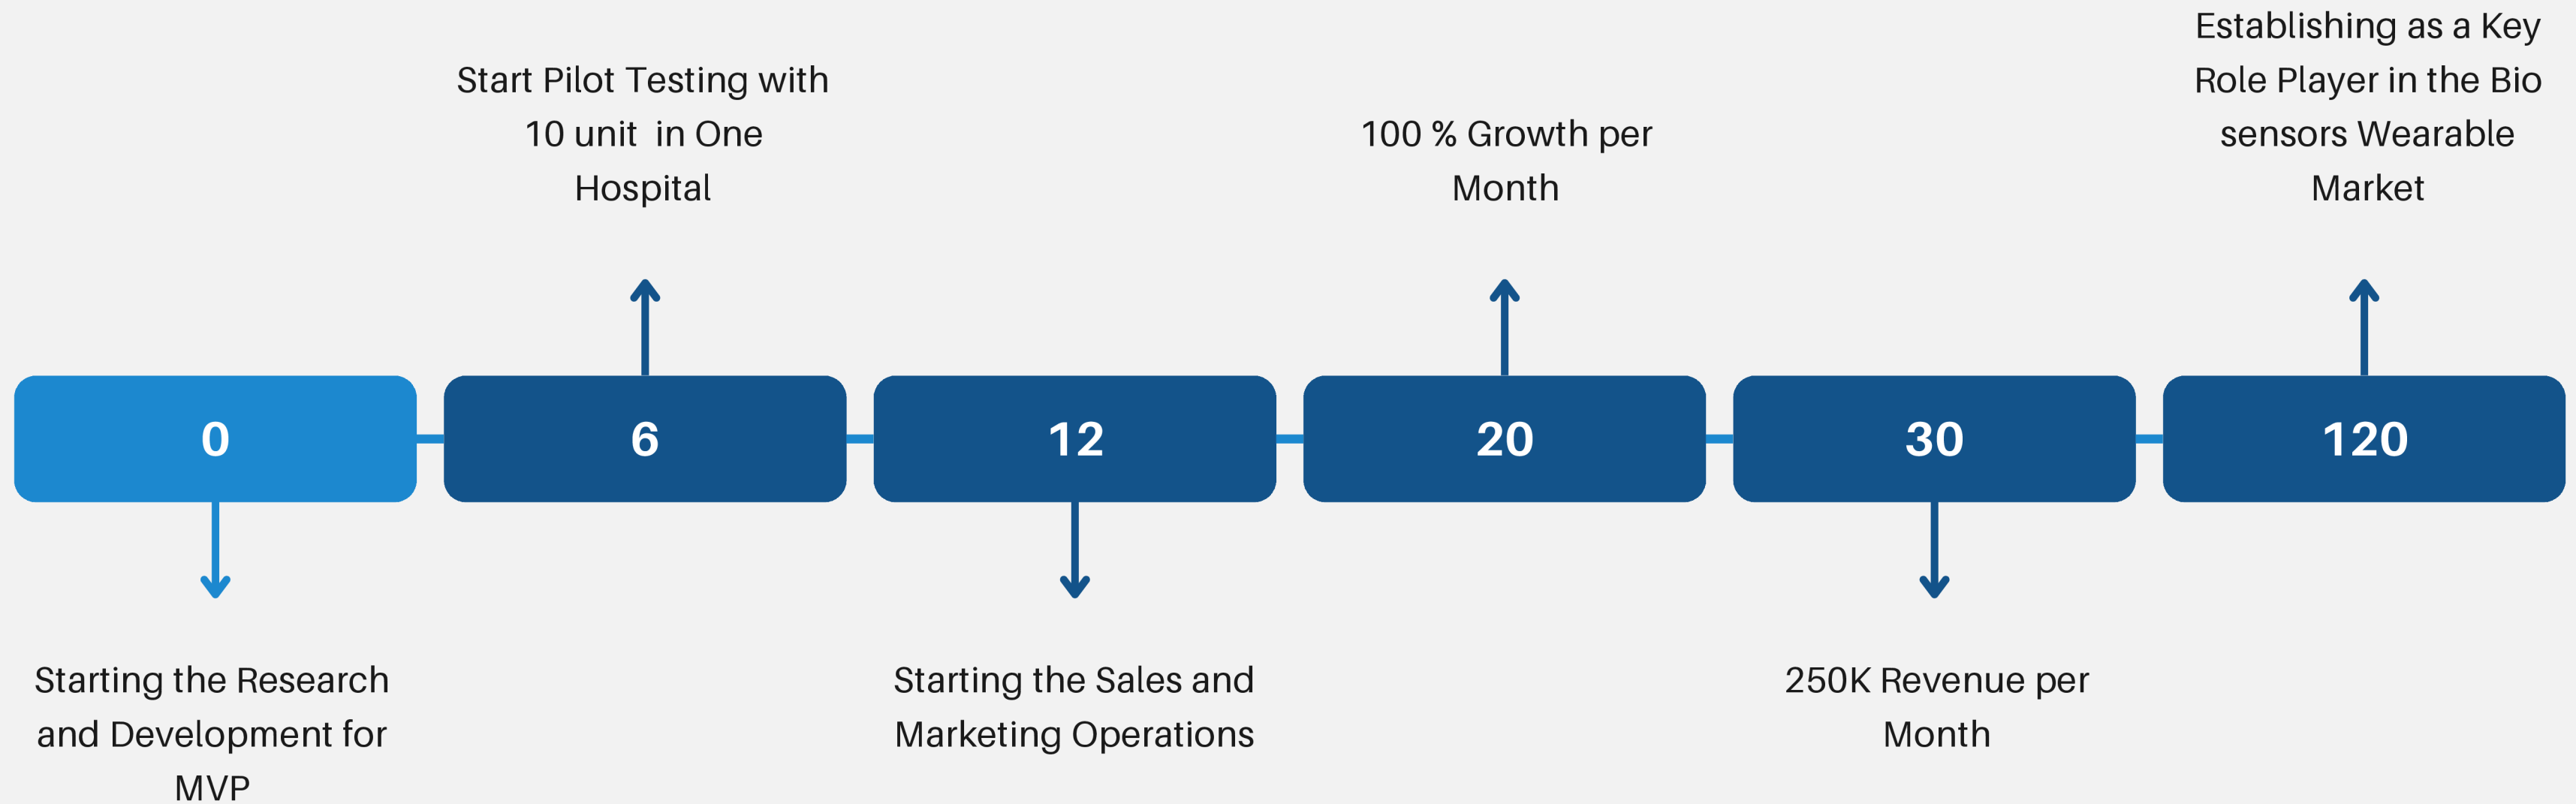 Establishing as a Key
Role Player in the Bio
sensors Wearable
Market
Start Pilot Testing with
10 unit  in One
Hospital
100 % Growth per
Month
0
6
12
20
30
120
Starting the Research
and Development for
MVP
Starting the Sales and
Marketing Operations
250K Revenue per
Month